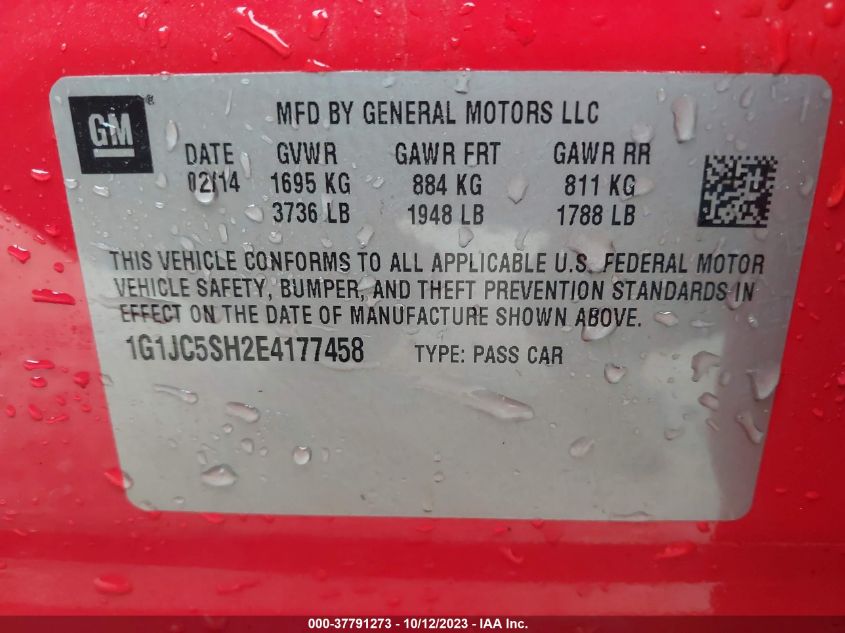 GM ®
MFD BY GENERAL MOTORS LLC
DATE GVWR GAWR FRT GAWR RR
02/14 1695 KG 884 KG 811 KG
3736 LB 1948 LB 1788 LB
THIS VEHICLE CONFORMS TO ALL APPLICABLE U.S. FEDERAL MOTOR
VEHICLE SAFETY, BUMPER, AND THEFT PREVENTION STANDARDS IN
EFFECT ON THE DATE OF MANUFACTURE SHOWN ABOVE.
1G1JC5SH2E4177458 TYPE: PASS CAR
000-37791273 - 10/12/2023 - IAA Inc.